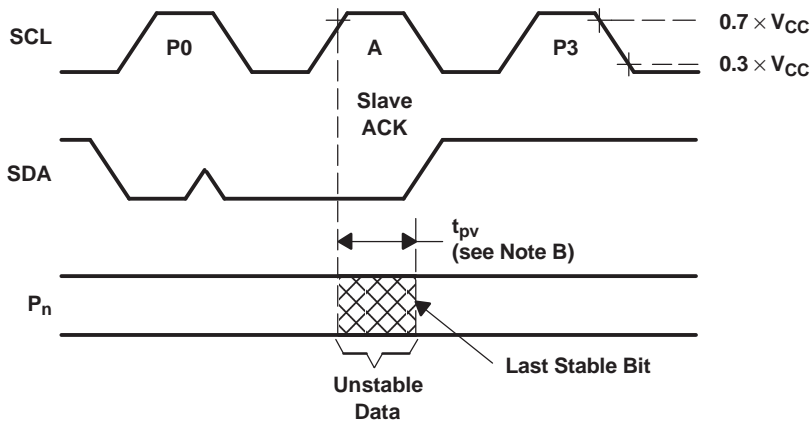 SCL
P0
A
P3
0.7 × VCC
0.3 × VCC
Slave
ACK
SDA
tpv
(see Note B)
Pn
Last Stable Bit
Unstable
Data